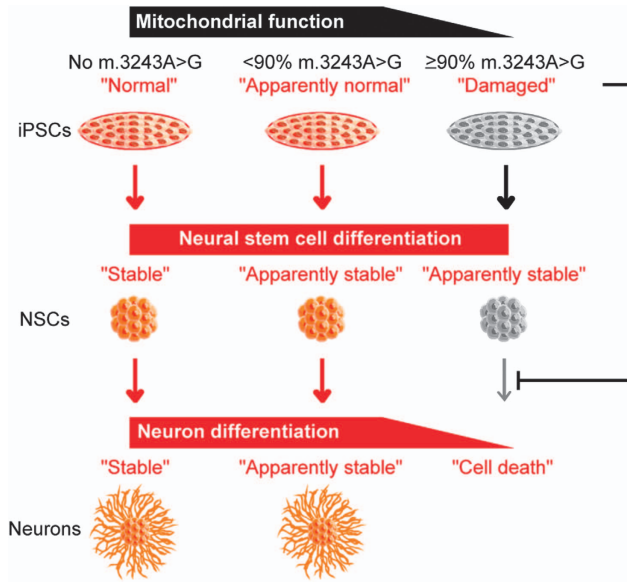 Mitochondrial function
No m.3243A>G <90% m.3243A>G ≥90% m.3243A>G
"Normal" "Apparently normal" "Damaged"
iPSCs
Neural stem cell differentiation
"Stable" "Apparently stable" "Apparently stable"
NSCs
Neuron differentiation
"Stable" "Apparently stable" "Cell death"
Neurons